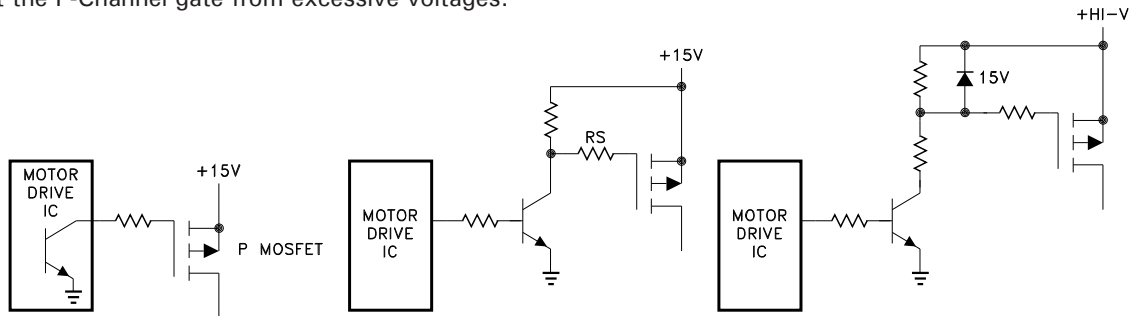 t the P-Channel gate from excessive voltages.
+HI-V
+15V
15V
RS
+15V
MOTOR
DRIVE
IC
P MOSFET
MOTOR
DRIVE
IC
MOTOR
DRIVE
IC